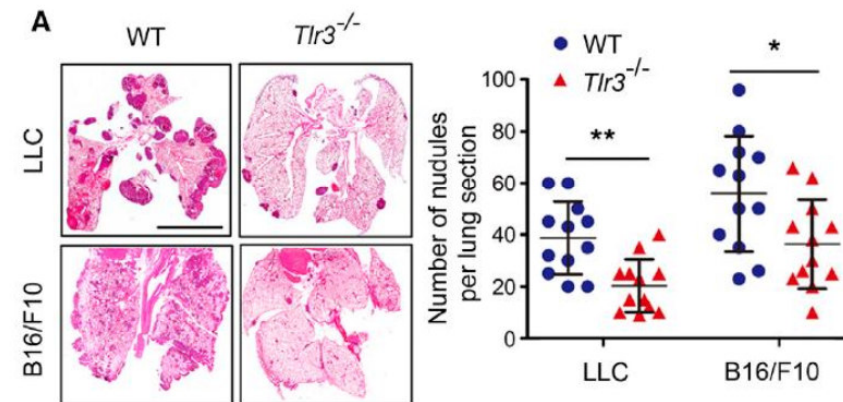 A
WT
Tlr3-/-
LLC
B16/F10
WT
Tlr3-/-
Number of nudules
per lung section
100
80
60
40
20
0
**
*
LLC
B16/F10